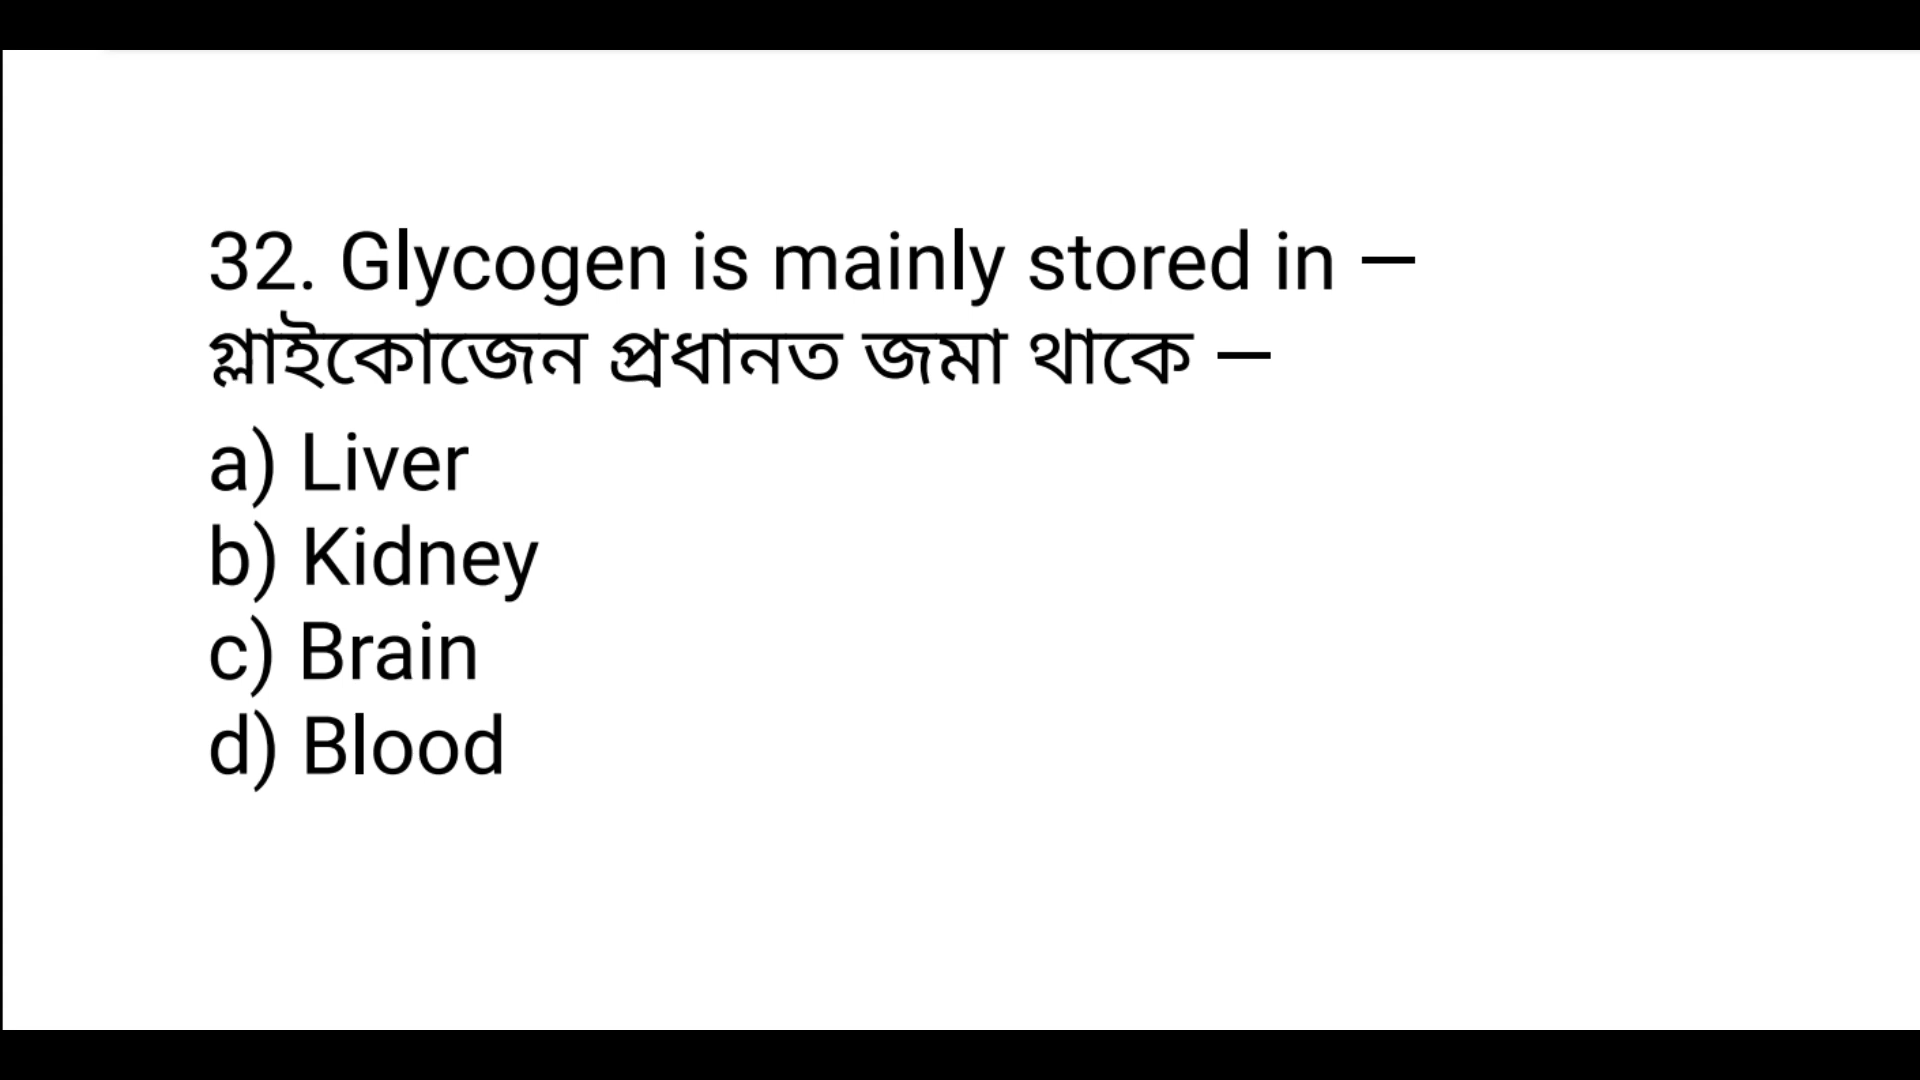 32. Glycogen is mainly stored in —
গ্লাইকোজেন প্রধানত জমা থাকে —
a) Liver
b) Kidney
c) Brain
d) Blood